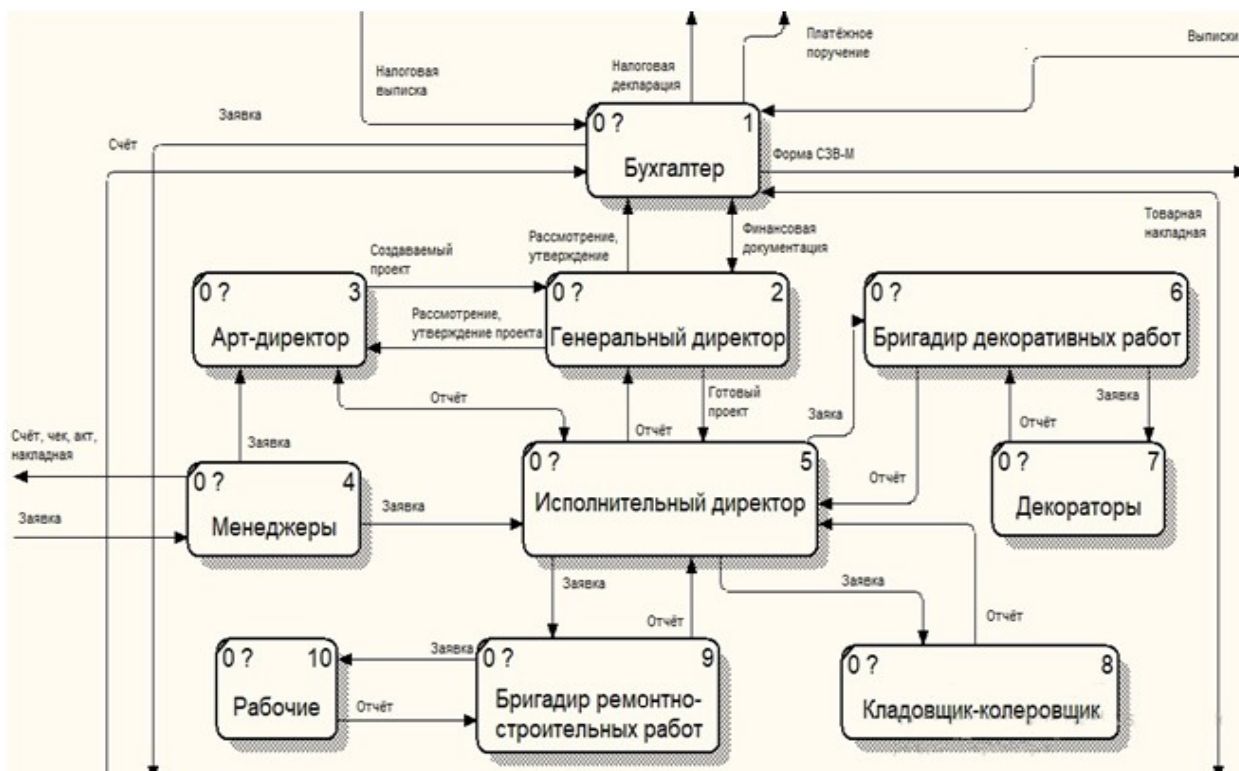 Платёжное
поручение
Выписки
Налоговая
выписка
Налоговая
декларация
Заявка
Счёт
0 ? 1
Бухгалтер
Форма СЗВ-М
Товарная
накладная
Рассмотрение,
утверждение
Финансовая
документация
Создаваемый
проект
0 ? 3
Арт-директор
0 ? 2
Генеральный директор
0 ? 6
Бригадир декоративных работ
Рассмотрение,
утверждение проекта
Отчёт
Готовый
проект
Отчёт
Заяка
Отчёт
Заявка
Счёт, чек, акт,
накладная
Заявка
0 ? 4
Менеджеры
Заявка
Заявка
0 ? 5
Исполнительный директор
Отчёт
0 ? 7
Декораторы
Заявка
Отчёт
Заявка
Отчёт
0 ? 10
Рабочие
Заявка
Отчёт
0 ? 9
Бригадир ремонтно-
строительных работ
0 ? 8
Кладовщик-колеровщик